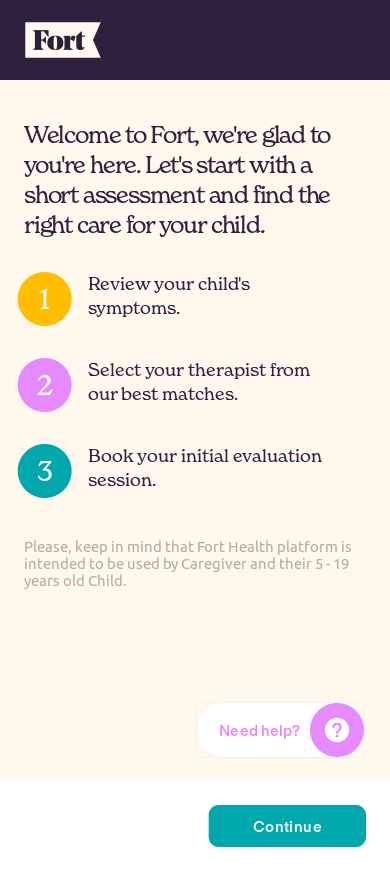 Fort
Welcome to Fort, we're glad to
you're here. Let's start with a
short assessment and find the
right care for your child.
1
Review your child's
symptoms.
2
Select your therapist from
our best matches.
3
Book your initial evaluation
session.
Please, keep in mind that Fort Health platform is
intended to be used by Caregiver and their 5 - 19
years old Child.
Need help?
Continue